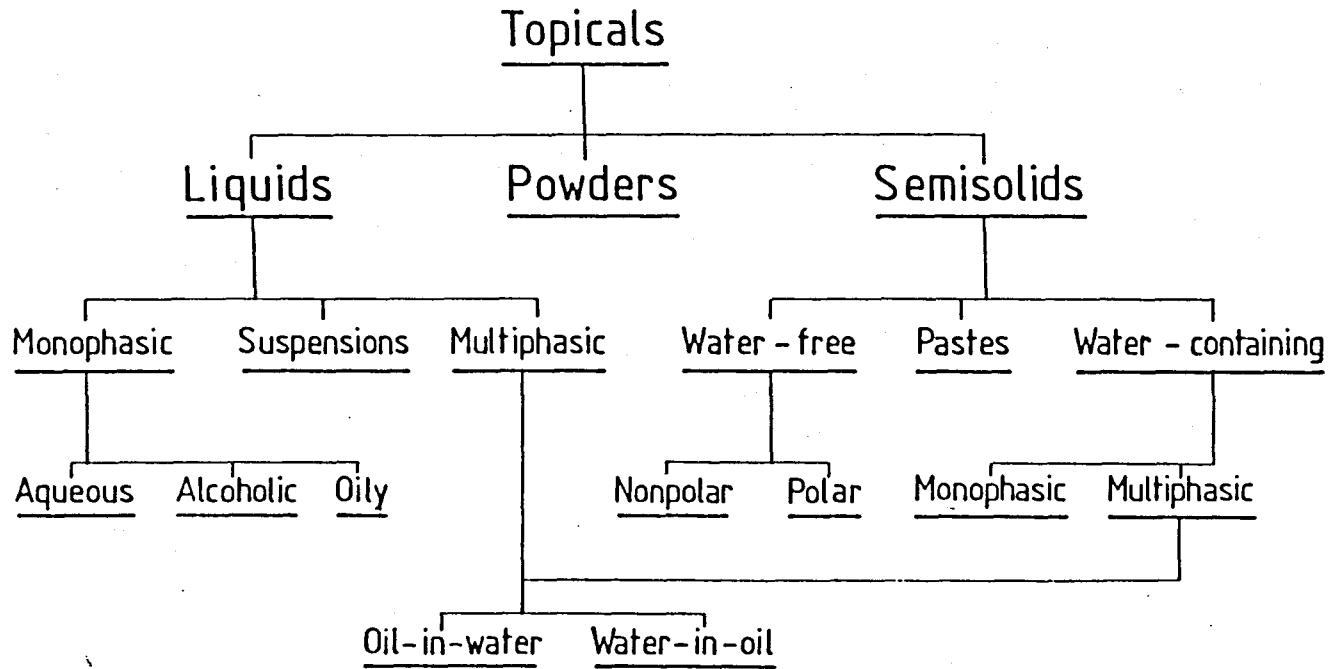 Topicals
Liquids Powders Semisolids
Monophasic Suspensions Multiphasic Water-free Pastes Water-containing
Aqueous Alcoholic Oily Nonpolar Polar Monophasic Multiphasic
Oil-in-water Water-in-oil